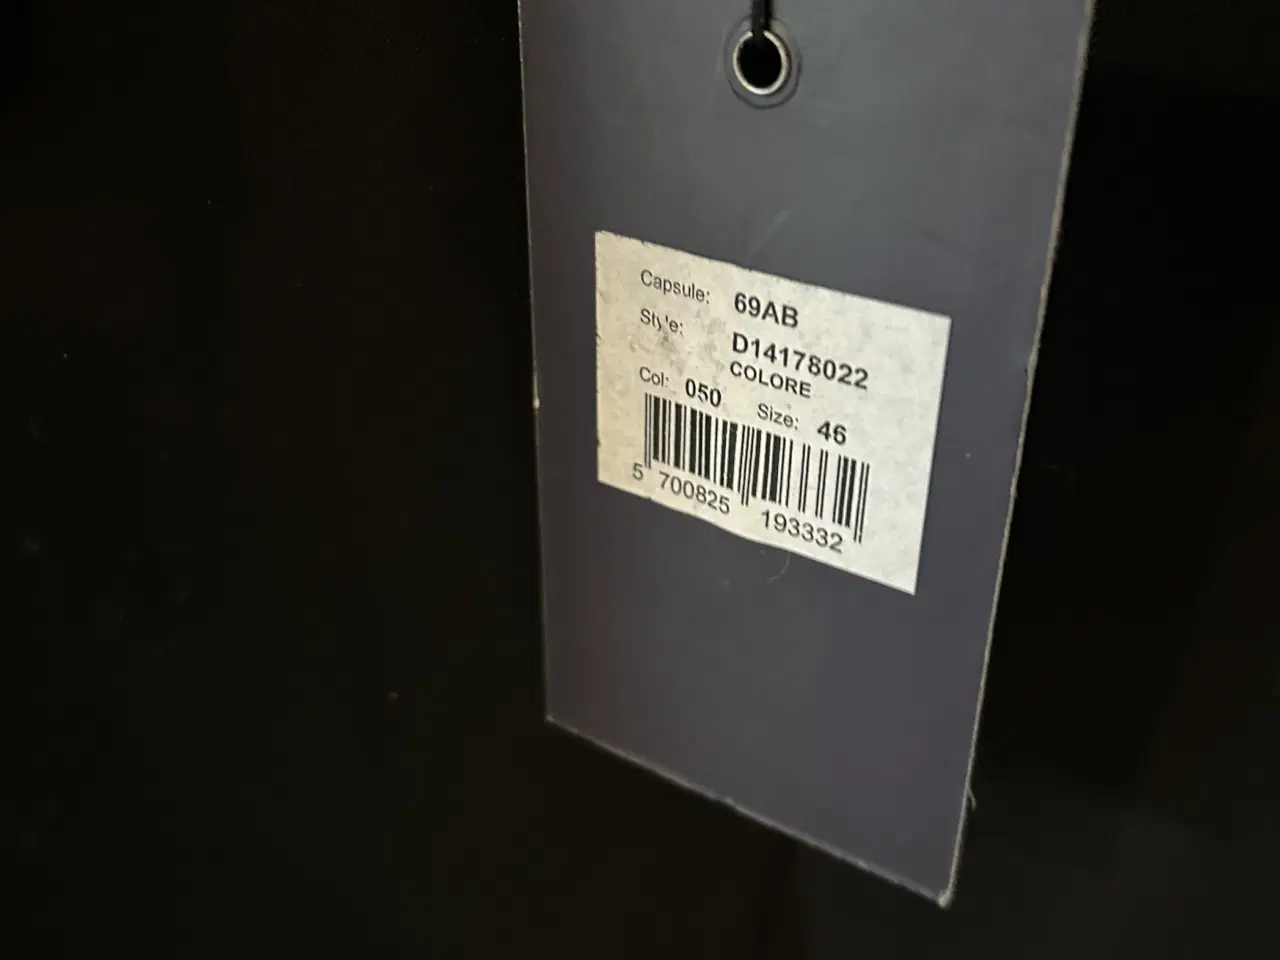 Capsule: 69AB
Style: D14178022
COLORE
Col: 050 Size: 46
5 700825 193332